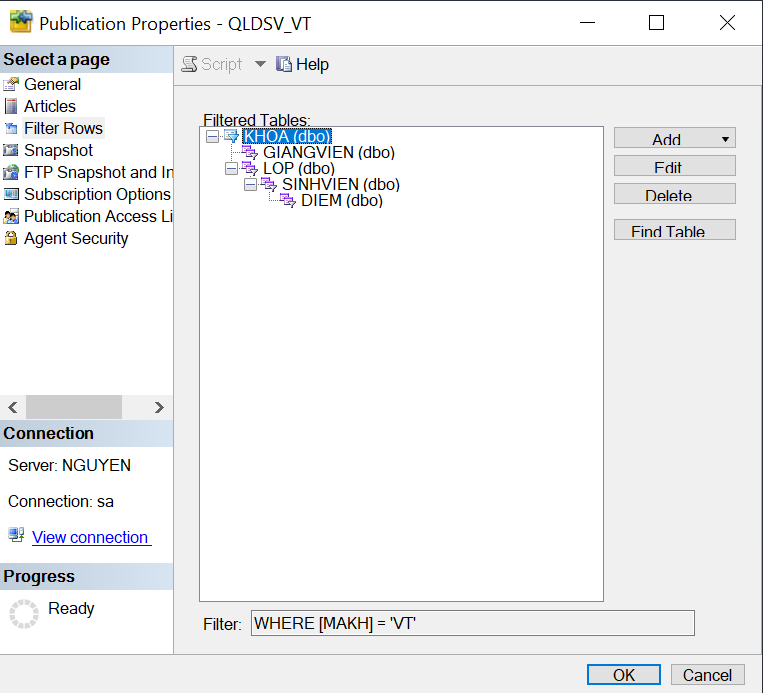 Publication Properties - QLDSV_VT
Select a page
General
Articles
Filter Rows
Snapshot
FTP Snapshot and In
Subscription Options
Publication Access Li
Agent Security
Connection
Server: NGUYEN
Connection: sa
View connection
Progress
Ready
Script
Help
Filtered Tables:
KHOA (dbo)
GIANGVIEN (dbo)
LOP (dbo)
SINHVIEN (dbo)
DIEM (dbo)
Add
Edit
Delete
Find Table
Filter: WHERE [MAKH] = 'VT'
OK Cancel